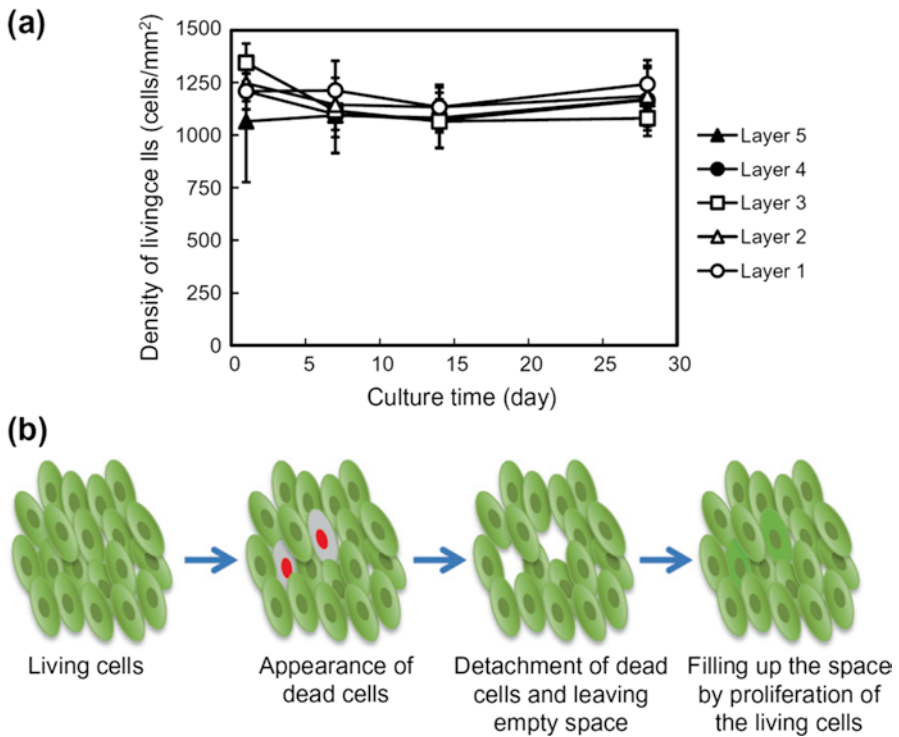 (a)
1500
1250
1000
750
500
250
0
0 5 10 15 20 25 30
Density of livingce lls (cells/mm²)
Culture time (day)
Layer 5
Layer 4
Layer 3
Layer 2
Layer 1
(b)
Living cells
Appearance of
dead cells
Detachment of dead
cells and leaving
empty space
Filling up the space
by proliferation of
the living cells